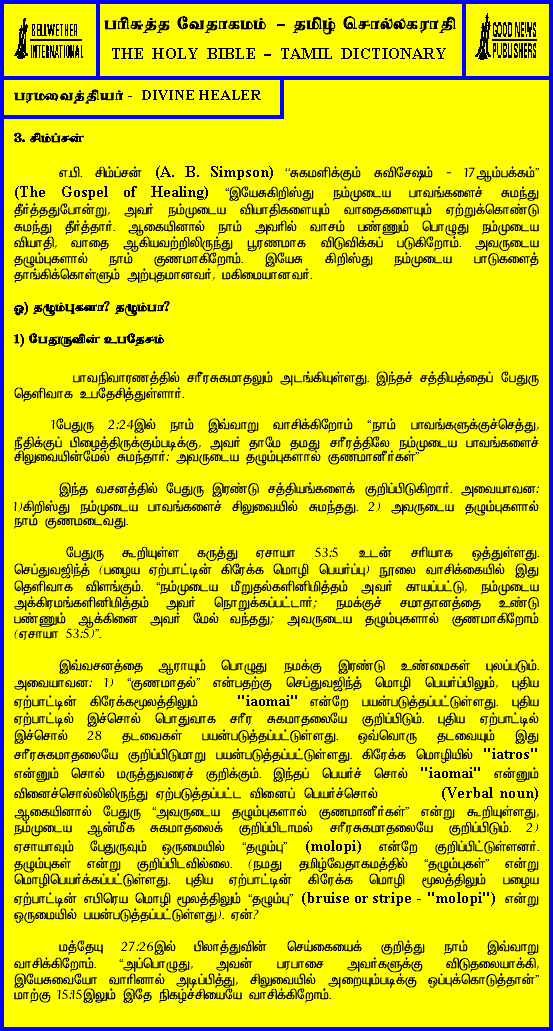 BELLWETHER
INTERNATIONAL
பரிசுத்த வேதாகமம் – தமிழ் சொல்லகராதி
THE HOLY BIBLE – TAMIL DICTIONARY
GOOD NEWS
PUBLISHERS
பரமவைத்தியர் - DIVINE HEALER
3. சிம்ப்சன்
எ.பி. சிம்ப்சன் (A. B. Simpson) “சுகமளிக்கும் சுவிசேஷம் - 17ஆம்பக்கம்”
(The Gospel of Healing) “இயேசுகிறிஸ்து நம்முடைய பாவங்களைச் சுமந்து
தீர்த்ததுபோன்று, அவர் நம்முடைய வியாதிகளையும் வாதைகளையும் ஏற்றுக்கொண்டு
சுமந்து தீர்த்தார். ஆகையினால் நாம் அவரில் வாசம் பண்ணும் பொழுது நம்முடைய
வியாதி, வாதை ஆகியவற்றிலிருந்து பூரணமாக விடுவிக்கப் படுகிறோம். அவருடைய
தழும்புகளால் நாம் குணமாகிறோம். இயேசு கிறிஸ்து நம்முடைய பாடுகளைத்
தாங்கிக்கொள்ளும் அற்புதமானவர், மகிமையானவர்.
ஓ) தழும்புகளா? தழும்பா?
1) பேதுருவின் உபதேசம்
பாவநிவாரணத்தில் சரீரசுகமாதலும் அடங்கியுள்ளது. இந்தச் சத்தியத்தைப் பேதுரு
தெளிவாக உபதேசித்துள்ளார்.
1பேதுரு 2:24இல் நாம் இவ்வாறு வாசிக்கிறோம் “நாம் பாவங்களுக்குச்செத்து,
நீதிக்குப் பிழைத்திருக்கும்படிக்கு, அவர் தாமே தமது சரீரத்திலே நம்முடைய பாவங்களைச்
சிலுவையின்மேல் சுமந்தார்: அவருடைய தழும்புகளால் குணமானீர்கள்”
இந்த வசனத்தில் பேதுரு இரண்டு சத்தியங்களைக் குறிப்பிடுகிறார். அவையாவன:
1)கிறிஸ்து நம்முடைய பாவங்களைச் சிலுவையில் சுமந்தது. 2) அவருடைய தழும்புகளால்
நாம் குணமடைவது.
பேதுரு கூறியுள்ள கருத்து ஏசாயா 53:5 உடன் சரியாக ஒத்துள்ளது.
செப்துவஜிந்த் (பழைய ஏற்பாட்டின் கிரேக்க மொழி பெயர்ப்பு) நூலை வாசிக்கையில் இது
தெளிவாக விளங்கும். “நம்முடைய மீறுதல்களினிமித்தம் அவர் காயப்பட்டு, நம்முடைய
அக்கிரமங்களினிமித்தம் அவர் நொறுக்கப்பட்டார்; நமக்குச் சமாதானத்தை உண்டு
பண்ணும் ஆக்கினை அவர் மேல் வந்தது; அவருடைய தழும்புகளால் குணமாகிறோம்
(ஏசாயா 53:5)”.
இவ்வசனத்தை ஆராயும் பொழுது நமக்கு இரண்டு உண்மைகள் புலப்படும்.
அவையாவன: 1) “குணமாதல்” என்பதற்கு செப்துவஜிந்த் மொழி பெயர்ப்பிலும், புதிய
ஏற்பாட்டின் கிரேக்கமூலத்திலும் "iaomai" என்றே பயன்படுத்தப்பட்டுள்ளது. புதிய
ஏற்பாட்டில் இச்சொல் பொதுவாக சரீர சுகமாதலையே குறிப்பிடும். புதிய ஏற்பாட்டில்
இச்சொல் 28 தடவைகள் பயன்படுத்தப்பட்டுள்ளது. ஒவ்வொரு தடவையும் இது
சரீரசுகமாதலையே குறிப்பிடுமாறு பயன்படுத்தப்பட்டுள்ளது. கிரேக்க மொழியில் "iatros"
என்னும் சொல் மருத்துவரைச் குறிக்கும். இந்தப் பெயர்ச் சொல் "iaomai" என்னும்
வினைச்சொல்லிலிருந்து ஏற்படுத்தப்பட்ட வினைப் பெயர்ச்சொல் (Verbal noun)
ஆகையினால் பேதுரு “அவருடைய தழும்புகளால் குணமானீர்கள்” என்று கூறியுள்ளது,
நம்முடைய ஆன்மீக சுகமாதலைக் குறிப்பிடாமல் சரீரசுகமாதலையே குறிப்பிடும். 2)
ஏசாயாவும் பேதுருவும் ஒருமையில் “தழும்பு” (molopi) என்றே குறிப்பிட்டுள்ளனர்.
தழும்புகள் என்று குறிப்பிடவில்லை. (நமது தமிழ்வேதாகமத்தில் “தழும்புகள்” என்று
மொழிபெயர்க்கப்பட்டுள்ளது. புதிய ஏற்பாட்டின் கிரேக்க மொழி மூலத்திலும் பழைய
ஏற்பாட்டின் எபிரெய மொழி மூலத்திலும் “தழும்பு” (bruise or stripe - "molopi") என்று
ஒருமையில் பயன்படுத்தப்பட்டுள்ளது). ஏன்?
மத்தேயு 27:26இல் பிலாத்துவின் செய்கையைக் குறித்து நாம் இவ்வாறு
வாசிக்கிறோம். “அப்பொழுது, அவன் பரபாசை அவர்களுக்கு விடுதலையாக்கி,
இயேசுவையோ வாரினால் அடிப்பித்து, சிலுவையில் அறையும்படிக்கு ஒப்புக்கொடுத்தான்”
மாற்கு 15:15இலும் இதே நிகழ்ச்சியையே வாசிக்கிறோம்.